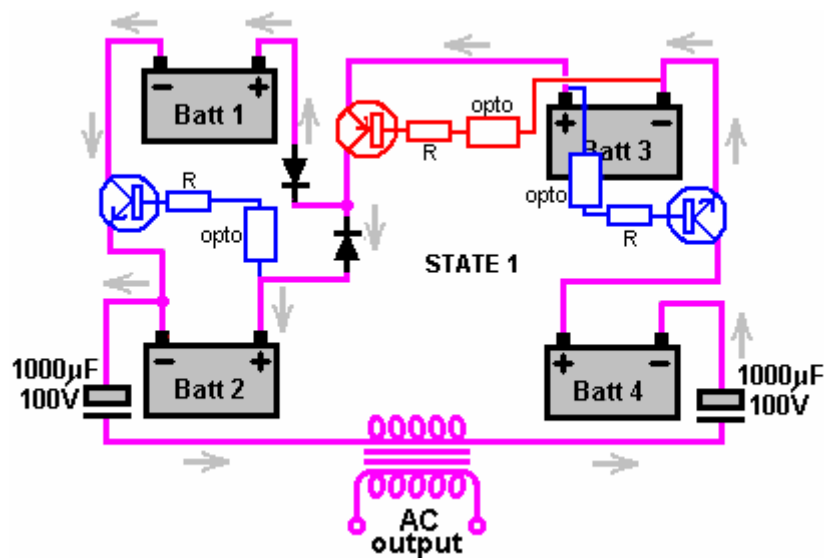 opto
- +
Batt 1
R
+ -
Batt 3
R
opto
opto
R
STATE 1
- +
Batt 2
+ -
Batt 4
1000µF
100V
1000µF
100V
AC
output